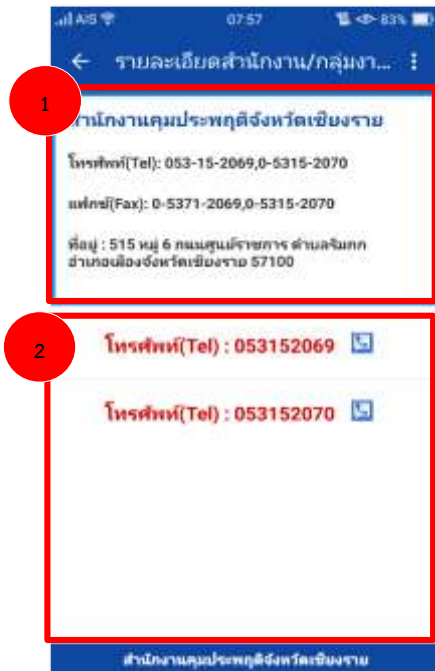 AIS 07:57 83%
รายละเอียดสำนักงาน/กลุ่มงา...
1
สำนักงานคุมประพฤติจังหวัดเชียงราย
โทรศัพท์(Tel): 053-15-2069,0-5315-2070
แฟกซ์(Fax): 0-5371-2069,0-5315-2070
ที่อยู่ : 515 หมู่ 6 ถนนศูนย์ราชการ ตำบลริมกก
อำเภอเมืองจังหวัดเชียงราย 57100
2
โทรศัพท์(Tel) : 053152069
โทรศัพท์(Tel) : 053152070
สำนักงานคุมประพฤติจังหวัดเชียงราย